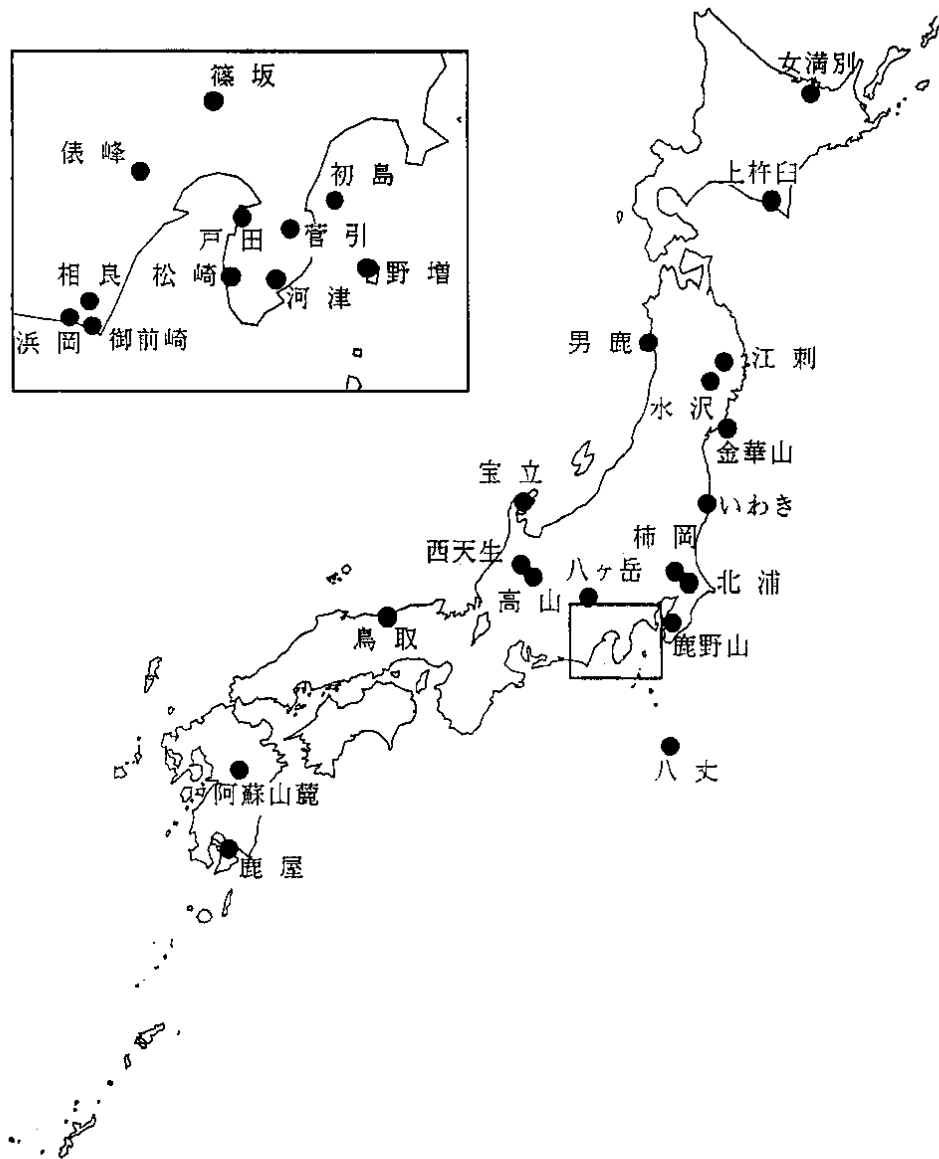 篠坂
俵峰
初島
戸田
菅引
相良
松崎
河津
野増
浜岡
御前崎
女満別
上杵臼
男鹿
江刺
水沢
金華山
宝立
いわき
柿岡
西天生
八ヶ岳
北浦
高山
鳥取
鹿野山
八丈
阿蘇山麓
鹿屋